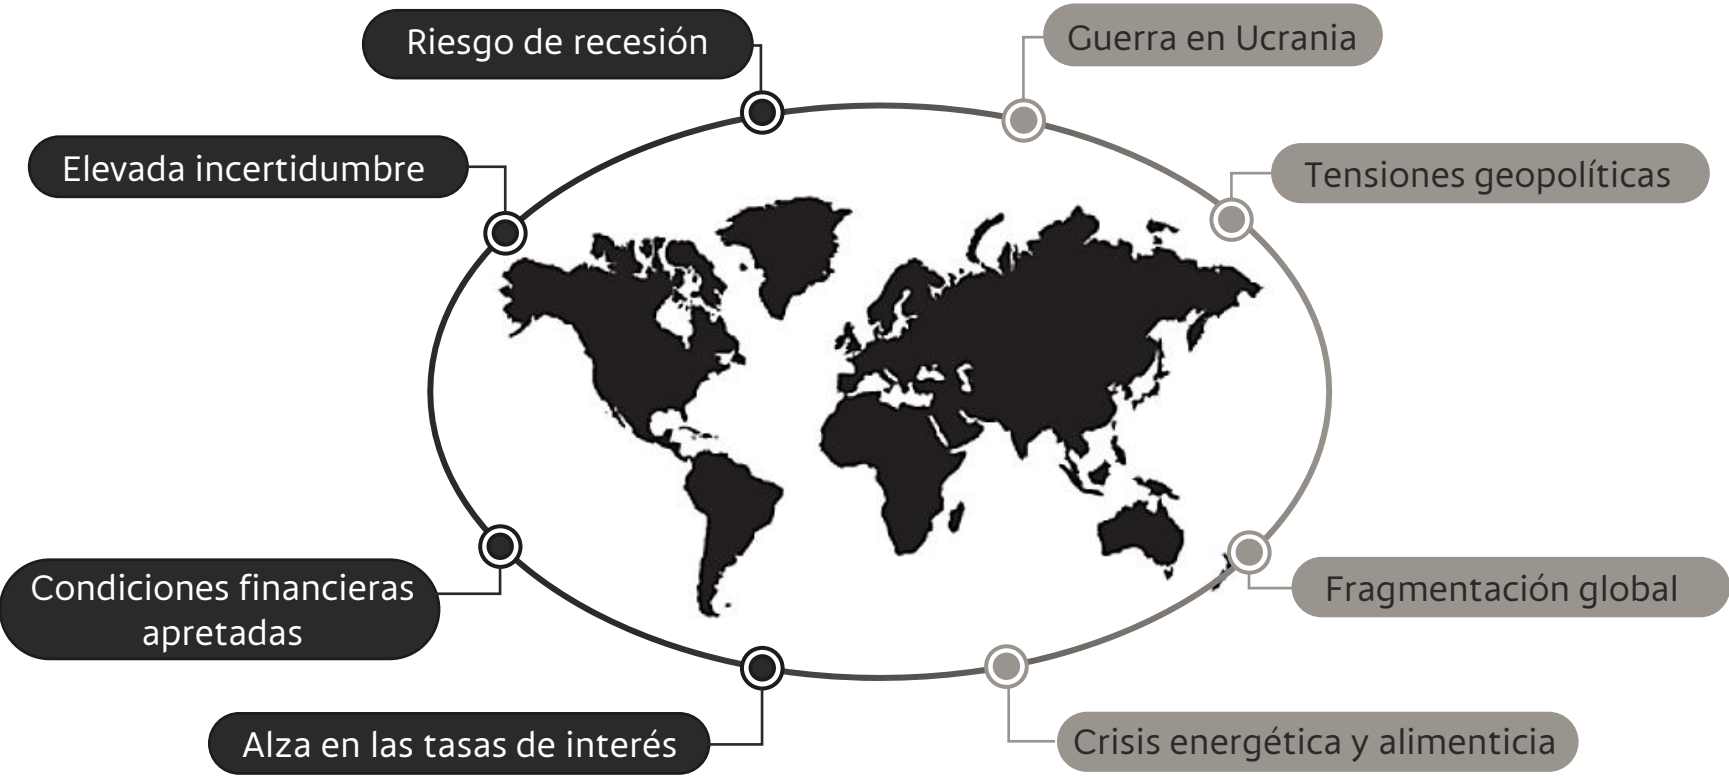 Riesgo de recesión
Guerra en Ucrania
Elevada incertidumbre
Tensiones geopolíticas
Condiciones financieras
apretadas
Fragmentación global
Alza en las tasas de interés
Crisis energética y alimenticia